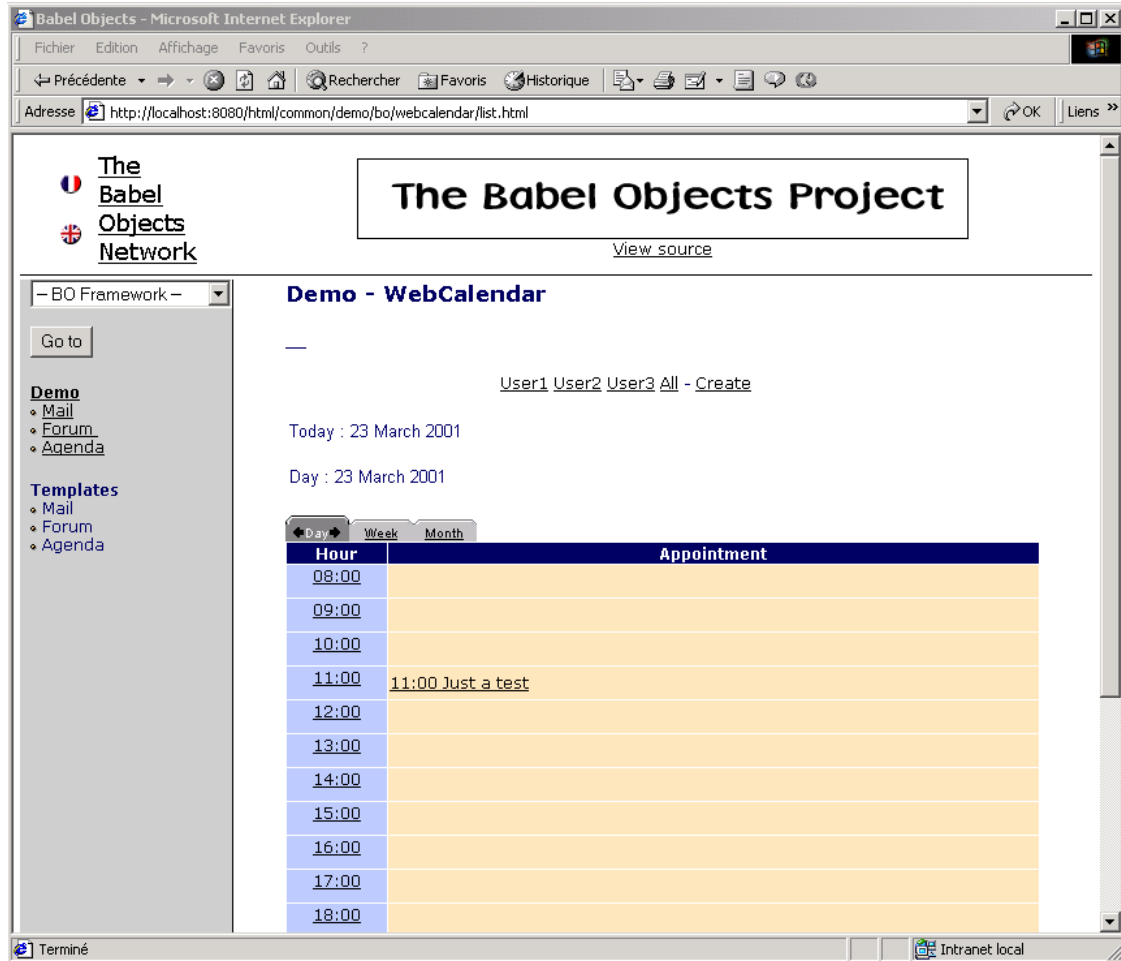 Babel Objects - Microsoft Internet Explorer
Fichier Edition Affichage Favoris Outils ?
Précédente Rechercher Favoris Historique
Adresse http://localhost:8080/html/common/demo/bo/webcalendar/list.html OK Liens »
The
Babel
Objects
Network
The Babel Objects Project
View source
-- BO Framework --
Go to
Demo
Mail
Forum
Agenda
Templates
Mail
Forum
Agenda
Demo - WebCalendar
User1 User2 User3 All - Create
Today : 23 March 2001
Day : 23 March 2001
Day Week Month
Hour Appointment
08:00
09:00
10:00
11:00 11:00 Just a test
12:00
13:00
14:00
15:00
16:00
17:00
18:00
Terminé Intranet local